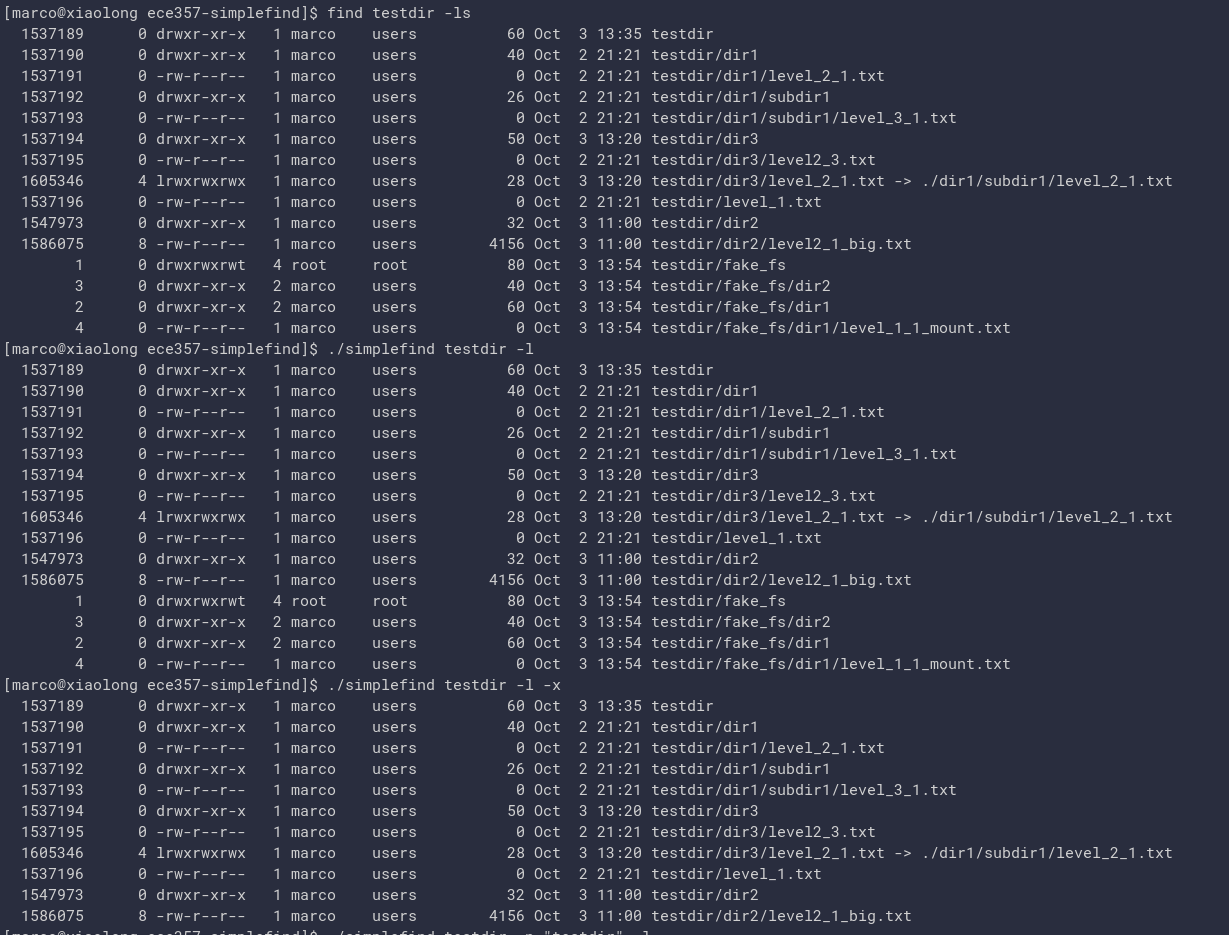 [marco@xiaolong ece357-simplefind]$ find testdir -ls
1537189 0 drwxr-xr-x 1 marco users 60 Oct 3 13:35 testdir
1537190 0 drwxr-xr-x 1 marco users 40 Oct 2 21:21 testdir/dir1
1537191 0 -rw-r--r-- 1 marco users 0 Oct 2 21:21 testdir/dir1/level_2_1.txt
1537192 0 drwxr-xr-x 1 marco users 26 Oct 2 21:21 testdir/dir1/subdir1
1537193 0 -rw-r--r-- 1 marco users 0 Oct 2 21:21 testdir/dir1/subdir1/level_3_1.txt
1537194 0 drwxr-xr-x 1 marco users 50 Oct 3 13:20 testdir/dir3
1537195 0 -rw-r--r-- 1 marco users 0 Oct 2 21:21 testdir/dir3/level2_3.txt
1605346 4 lrwxrwxrwx 1 marco users 28 Oct 3 13:20 testdir/dir3/level_2_1.txt -> ./dir1/subdir1/level_2_1.txt
1537196 0 -rw-r--r-- 1 marco users 0 Oct 2 21:21 testdir/level_1.txt
1547973 0 drwxr-xr-x 1 marco users 32 Oct 3 11:00 testdir/dir2
1586075 8 -rw-r--r-- 1 marco users 4156 Oct 3 11:00 testdir/dir2/level2_1_big.txt
1 0 drwxrwxrwt 4 root root 80 Oct 3 13:54 testdir/fake_fs
3 0 drwxr-xr-x 2 marco users 40 Oct 3 13:54 testdir/fake_fs/dir2
2 0 drwxr-xr-x 2 marco users 60 Oct 3 13:54 testdir/fake_fs/dir1
4 0 -rw-r--r-- 1 marco users 0 Oct 3 13:54 testdir/fake_fs/dir1/level_1_1_mount.txt
[marco@xiaolong ece357-simplefind]$ ./simplefind testdir -l
1537189 0 drwxr-xr-x 1 marco users 60 Oct 3 13:35 testdir
1537190 0 drwxr-xr-x 1 marco users 40 Oct 2 21:21 testdir/dir1
1537191 0 -rw-r--r-- 1 marco users 0 Oct 2 21:21 testdir/dir1/level_2_1.txt
1537192 0 drwxr-xr-x 1 marco users 26 Oct 2 21:21 testdir/dir1/subdir1
1537193 0 -rw-r--r-- 1 marco users 0 Oct 2 21:21 testdir/dir1/subdir1/level_3_1.txt
1537194 0 drwxr-xr-x 1 marco users 50 Oct 3 13:20 testdir/dir3
1537195 0 -rw-r--r-- 1 marco users 0 Oct 2 21:21 testdir/dir3/level2_3.txt
1605346 4 lrwxrwxrwx 1 marco users 28 Oct 3 13:20 testdir/dir3/level_2_1.txt -> ./dir1/subdir1/level_2_1.txt
1537196 0 -rw-r--r-- 1 marco users 0 Oct 2 21:21 testdir/level_1.txt
1547973 0 drwxr-xr-x 1 marco users 32 Oct 3 11:00 testdir/dir2
1586075 8 -rw-r--r-- 1 marco users 4156 Oct 3 11:00 testdir/dir2/level2_1_big.txt
1 0 drwxrwxrwt 4 root root 80 Oct 3 13:54 testdir/fake_fs
3 0 drwxr-xr-x 2 marco users 40 Oct 3 13:54 testdir/fake_fs/dir2
2 0 drwxr-xr-x 2 marco users 60 Oct 3 13:54 testdir/fake_fs/dir1
4 0 -rw-r--r-- 1 marco users 0 Oct 3 13:54 testdir/fake_fs/dir1/level_1_1_mount.txt
[marco@xiaolong ece357-simplefind]$ ./simplefind testdir -l -x
1537189 0 drwxr-xr-x 1 marco users 60 Oct 3 13:35 testdir
1537190 0 drwxr-xr-x 1 marco users 40 Oct 2 21:21 testdir/dir1
1537191 0 -rw-r--r-- 1 marco users 0 Oct 2 21:21 testdir/dir1/level_2_1.txt
1537192 0 drwxr-xr-x 1 marco users 26 Oct 2 21:21 testdir/dir1/subdir1
1537193 0 -rw-r--r-- 1 marco users 0 Oct 2 21:21 testdir/dir1/subdir1/level_3_1.txt
1537194 0 drwxr-xr-x 1 marco users 50 Oct 3 13:20 testdir/dir3
1537195 0 -rw-r--r-- 1 marco users 0 Oct 2 21:21 testdir/dir3/level2_3.txt
1605346 4 lrwxrwxrwx 1 marco users 28 Oct 3 13:20 testdir/dir3/level_2_1.txt -> ./dir1/subdir1/level_2_1.txt
1537196 0 -rw-r--r-- 1 marco users 0 Oct 2 21:21 testdir/level_1.txt
1547973 0 drwxr-xr-x 1 marco users 32 Oct 3 11:00 testdir/dir2
1586075 8 -rw-r--r-- 1 marco users 4156 Oct 3 11:00 testdir/dir2/level2_1_big.txt